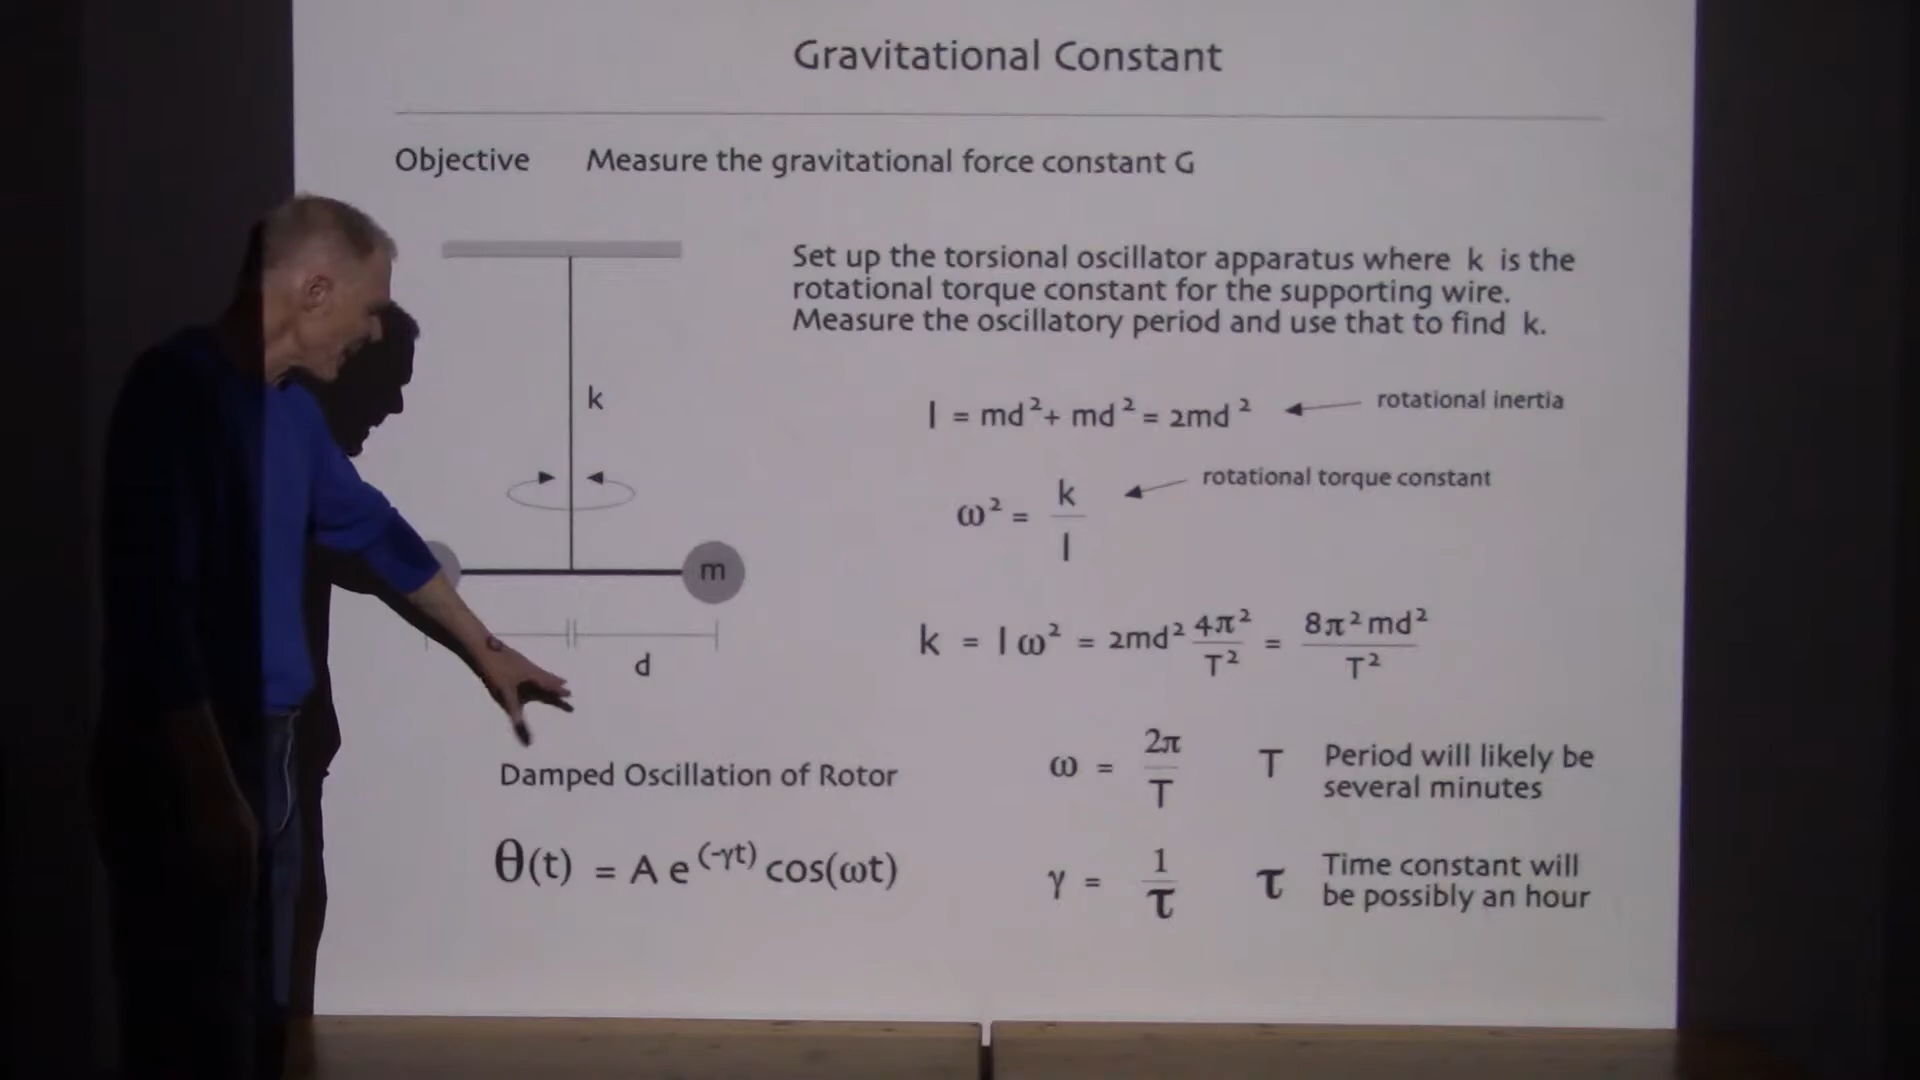 Gravitational Constant
Objective Measure the gravitational force constant G
Set up the torsional oscillator apparatus where k is the
rotational torque constant for the supporting wire.
Measure the oscillatory period and use that to find k.
k
I = md² + md² = 2md² rotational inertia
ω² = k / I rotational torque constant
m
d
k = I ω² = 2md² 4π² / T² = 8π² md² / T²
Damped Oscillation of Rotor
θ(t) = A e^(-γt) cos(ωt)
ω = 2π / T
T Period will likely be
several minutes
γ = 1 / τ
τ Time constant will
be possibly an hour